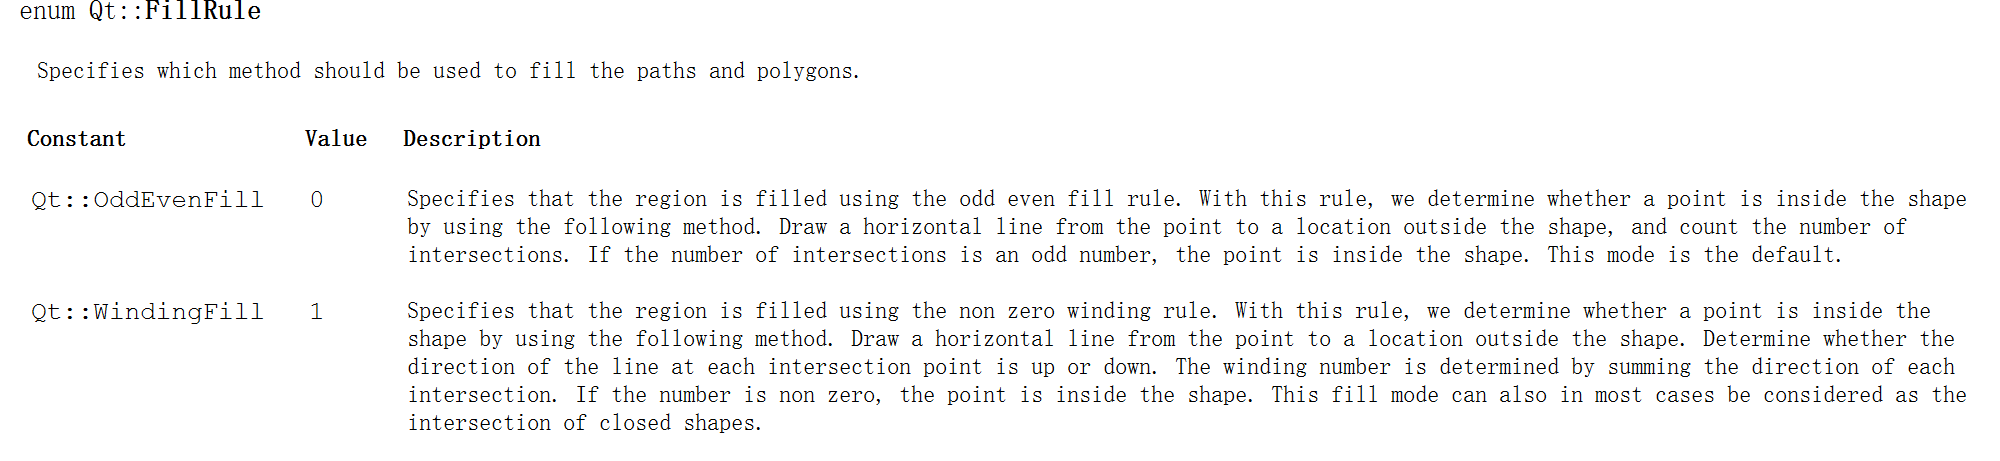 enum Qt::FillRule
Specifies which method should be used to fill the paths and polygons.
Constant Value Description
Qt::OddEvenFill 0 Specifies that the region is filled using the odd even fill rule. With this rule, we determine whether a point is inside the shape
by using the following method. Draw a horizontal line from the point to a location outside the shape, and count the number of
intersections. If the number of intersections is an odd number, the point is inside the shape. This mode is the default.
Qt::WindingFill 1 Specifies that the region is filled using the non zero winding rule. With this rule, we determine whether a point is inside the
shape by using the following method. Draw a horizontal line from the point to a location outside the shape. Determine whether the
direction of the line at each intersection point is up or down. The winding number is determined by summing the direction of each
intersection. If the number is non zero, the point is inside the shape. This fill mode can also in most cases be considered as the
intersection of closed shapes.